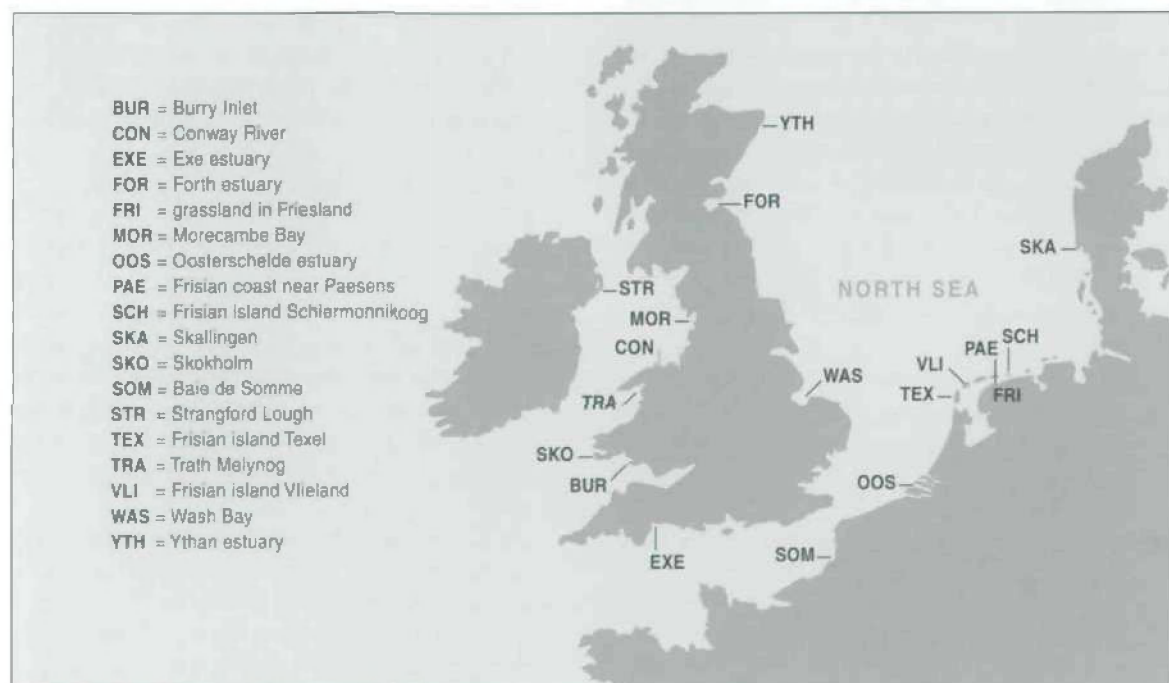 BUR = Burry Inlet
CON = Conway River
EXE = Exe estuary
FOR = Forth estuary
FRI = grassland in Friesland
MOR = Morecambe Bay
OOS = Oosterschelde estuary
PAE = Frisian coast near Paesens
SCH = Frisian island Schiermonnikoog
SKA = Skallingen
SKO = Skokholm
SOM = Baie de Somme
STR = Strangford Lough
TEX = Frisian island Texel
TRA = Trath Melynog
VLI = Frisian island Vlieland
WAS = Wash Bay
YTH = Ythan estuary
YTH
FOR
SKA
STR
NORTH SEA
MOR
SCH
CON
PAE
VLI
WAS
TEX
FRI
TRA
SKO
BUR
OOS
SOM
EXE